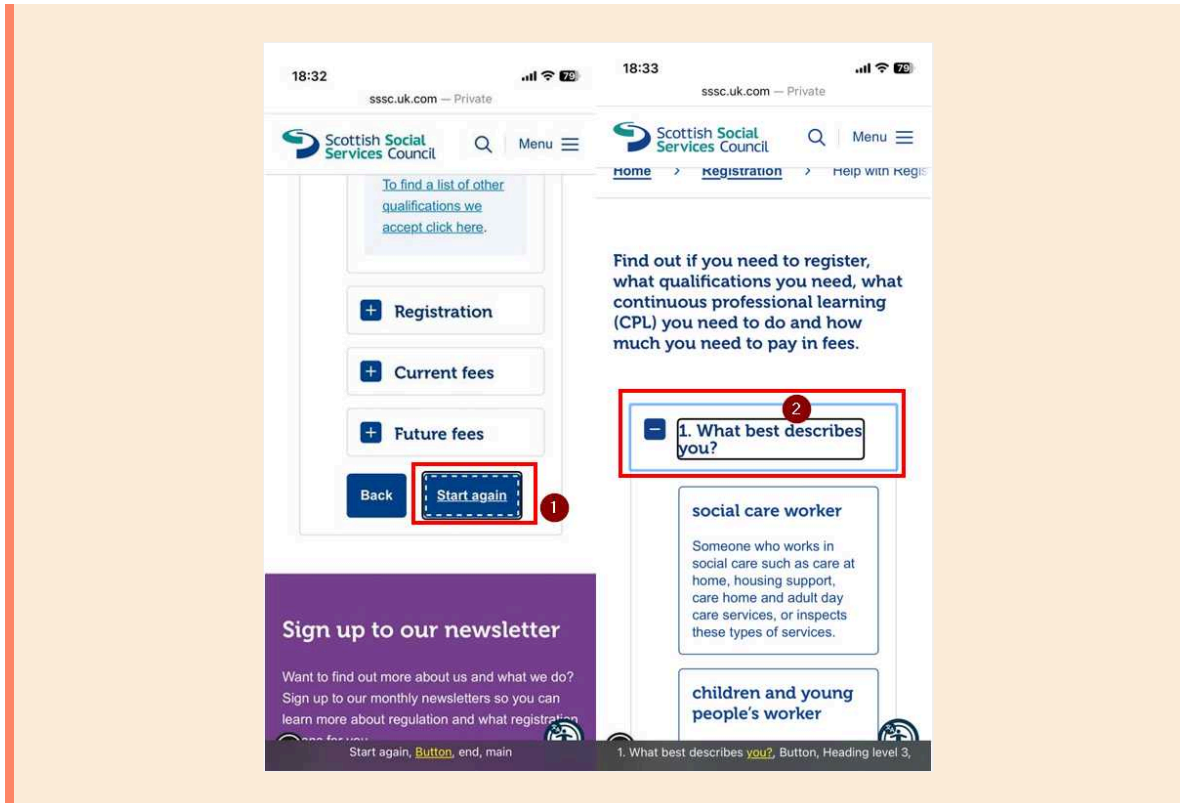 18:32
79
sssc.uk.com — Private
Scottish Social
Services Council
Menu
To find a list of other
qualifications we
accept click here.
+ Registration
+ Current fees
+ Future fees
Back
Start again
1
Sign up to our newsletter
Want to find out more about us and what we do?
Sign up to our monthly newsletters so you can
learn more about regulation and what registration
for you
Start again, Button, end, main
18:33
79
sssc.uk.com — Private
Scottish Social
Services Council
Menu
Home > Registration > Help with Regis
Find out if you need to register,
what qualifications you need, what
continuous professional learning
(CPL) you need to do and how
much you need to pay in fees.
2
1. What best describes
you?
social care worker
Someone who works in
social care such as care at
home, housing support,
care home and adult day
care services, or inspects
these types of services.
children and young
people's worker
1. What best describes you?, Button, Heading level 3,